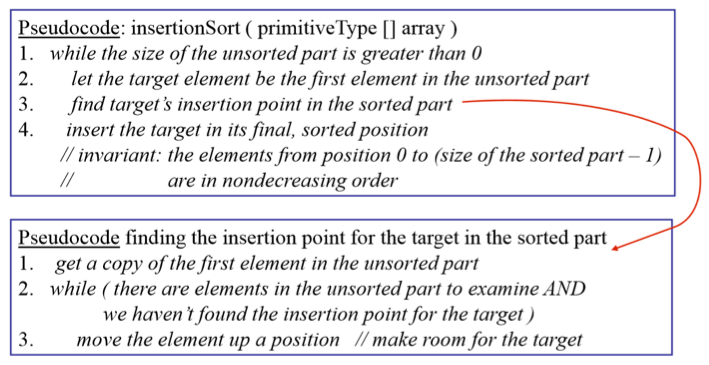 Pseudocode: insertionSort ( primitiveType [] array )
1. while the size of the unsorted part is greater than 0
2. let the target element be the first element in the unsorted part
3. find target's insertion point in the sorted part
4. insert the target in its final, sorted position
// invariant: the elements from position 0 to (size of the sorted part – 1)
// are in nondecreasing order
Pseudocode finding the insertion point for the target in the sorted part
1. get a copy of the first element in the unsorted part
2. while ( there are elements in the unsorted part to examine AND
we haven't found the insertion point for the target )
3. move the element up a position // make room for the target